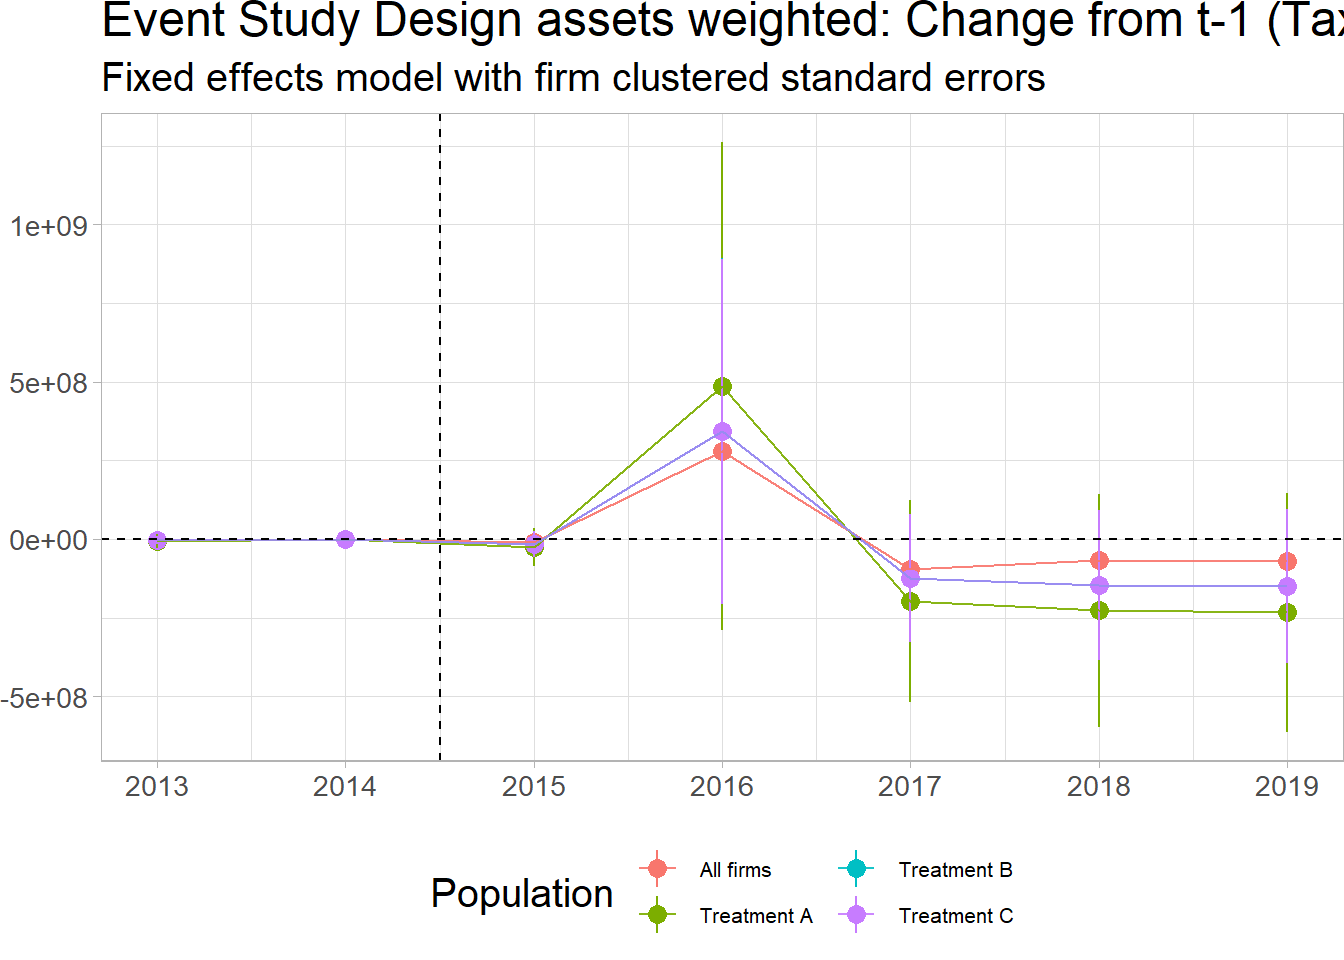 Event Study Design assets weighted: Change from t-1 (Tax
Fixed effects model with firm clustered standard errors
1e+09
5e+08
0e+00
-5e+08
2013 2014 2015 2016 2017 2018 2019
Population
All firms
Treatment B
Treatment A
Treatment C